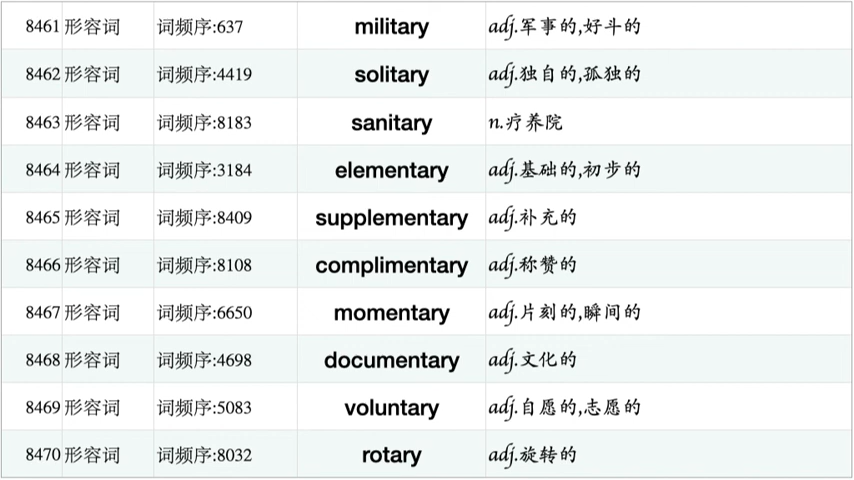 8461 形容词 词频序:637 military adj.军事的,好斗的
8462 形容词 词频序:4419 solitary adj.独自的,孤独的
8463 形容词 词频序:8183 sanitary n.疗养院
8464 形容词 词频序:3184 elementary adj.基础的,初步的
8465 形容词 词频序:8409 supplementary adj.补充的
8466 形容词 词频序:8108 complimentary adj.称赞的
8467 形容词 词频序:6650 momentary adj.片刻的,瞬间的
8468 形容词 词频序:4698 documentary adj.文化的
8469 形容词 词频序:5083 voluntary adj.自愿的,志愿的
8470 形容词 词频序:8032 rotary adj.旋转的